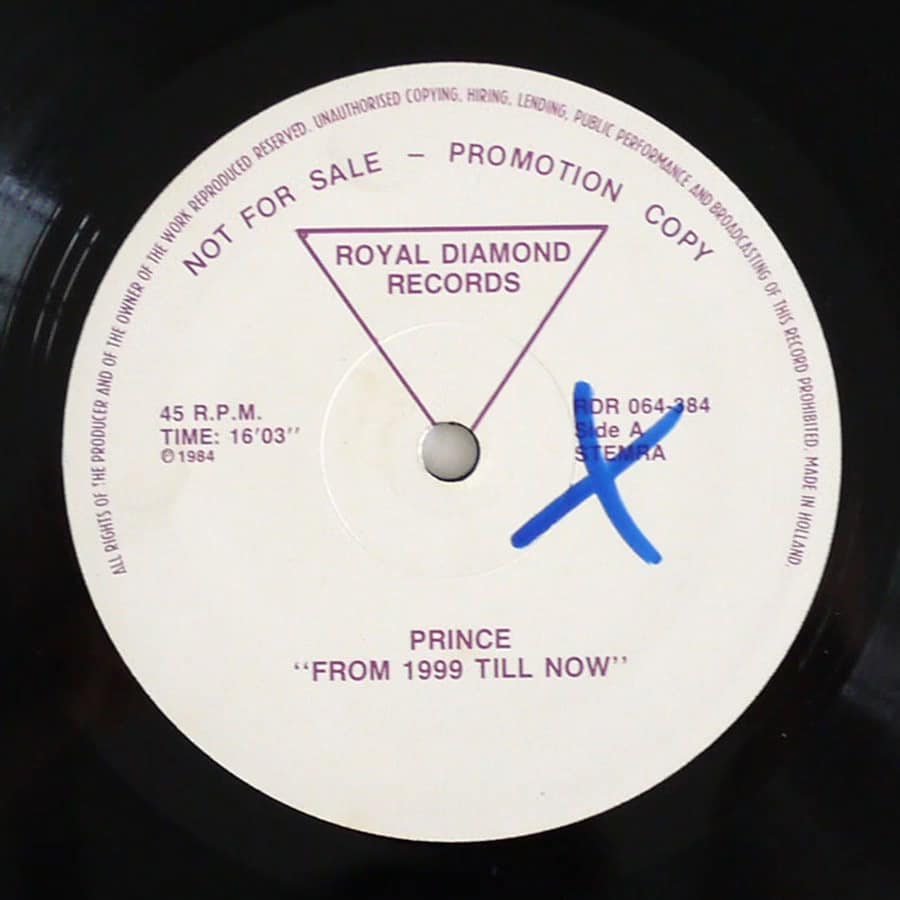 ALL RIGHTS OF THE PRODUCER AND OF THE OWNER OF THE WORK REPRODUCED RESERVED. UNAUTHORISED COPYING, HIRING, LENDING, PUBLIC PERFORMANCE AND BROADCASTING OF THIS RECORD PROHIBITED. MADE IN HOLLAND.
NOT FOR SALE – PROMOTION COPY
ROYAL DIAMOND
RECORDS
45 R.P.M.
TIME: 16'03''
℗1984
RDR 064-384
Side A
STEMRA
PRINCE
‘‘FROM 1999 TILL NOW’’